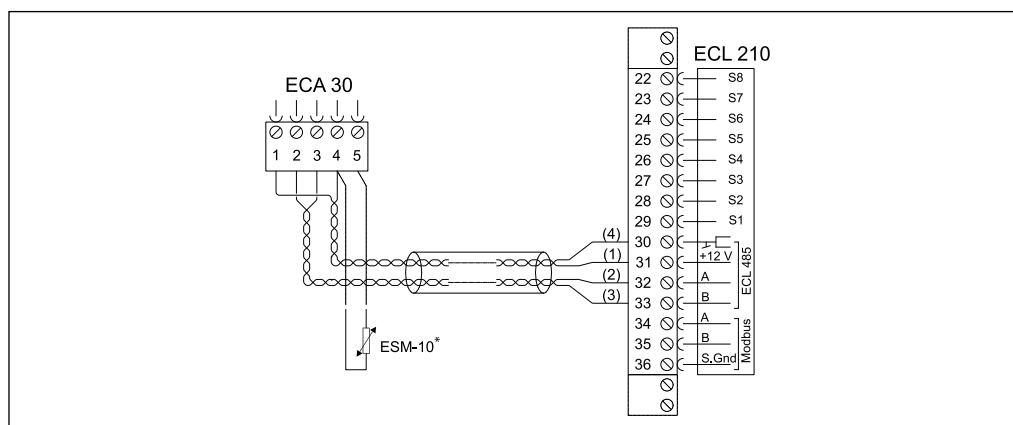 ECL 210
ECA 30
22 S8
23 S7
24 S6
1 2 3 4 5
25 S5
26 S4
27 S3
28 S2
29 S1
(4) 30
(1) 31 +12 V
(2) 32 A
(3) 33 B
ECL 485
34 A
35 B
36 S.Gnd
Modbus
ESM-10*